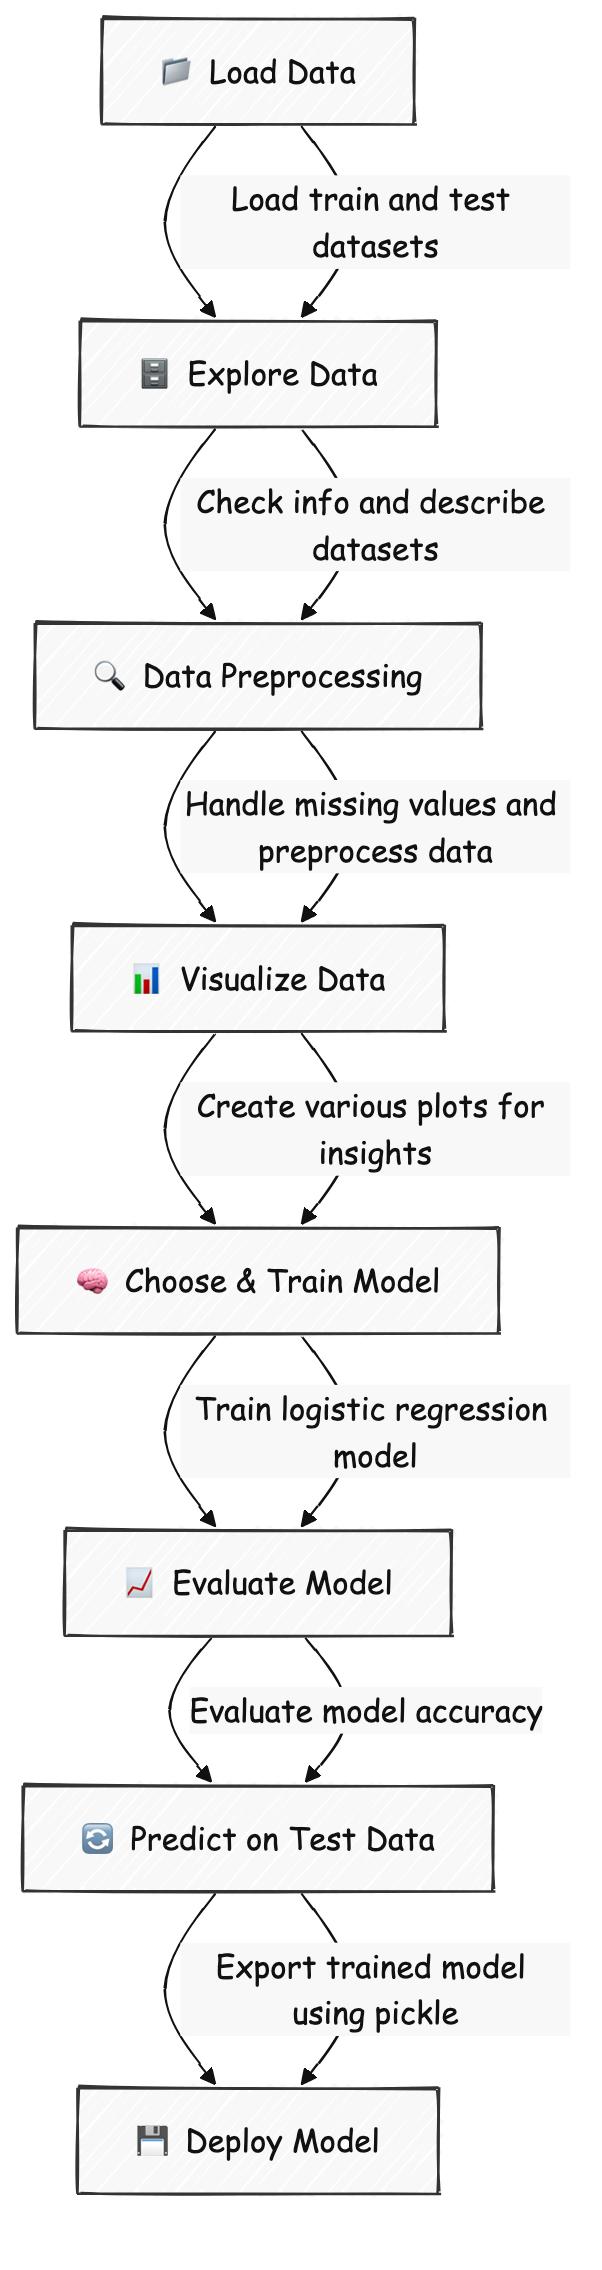 Load Data
Load train and test
datasets
Explore Data
Check info and describe
datasets
Data Preprocessing
Handle missing values and
preprocess data
Visualize Data
Create various plots for
insights
Choose & Train Model
Train logistic regression
model
Evaluate Model
Evaluate model accuracy
Predict on Test Data
Export trained model
using pickle
Deploy Model